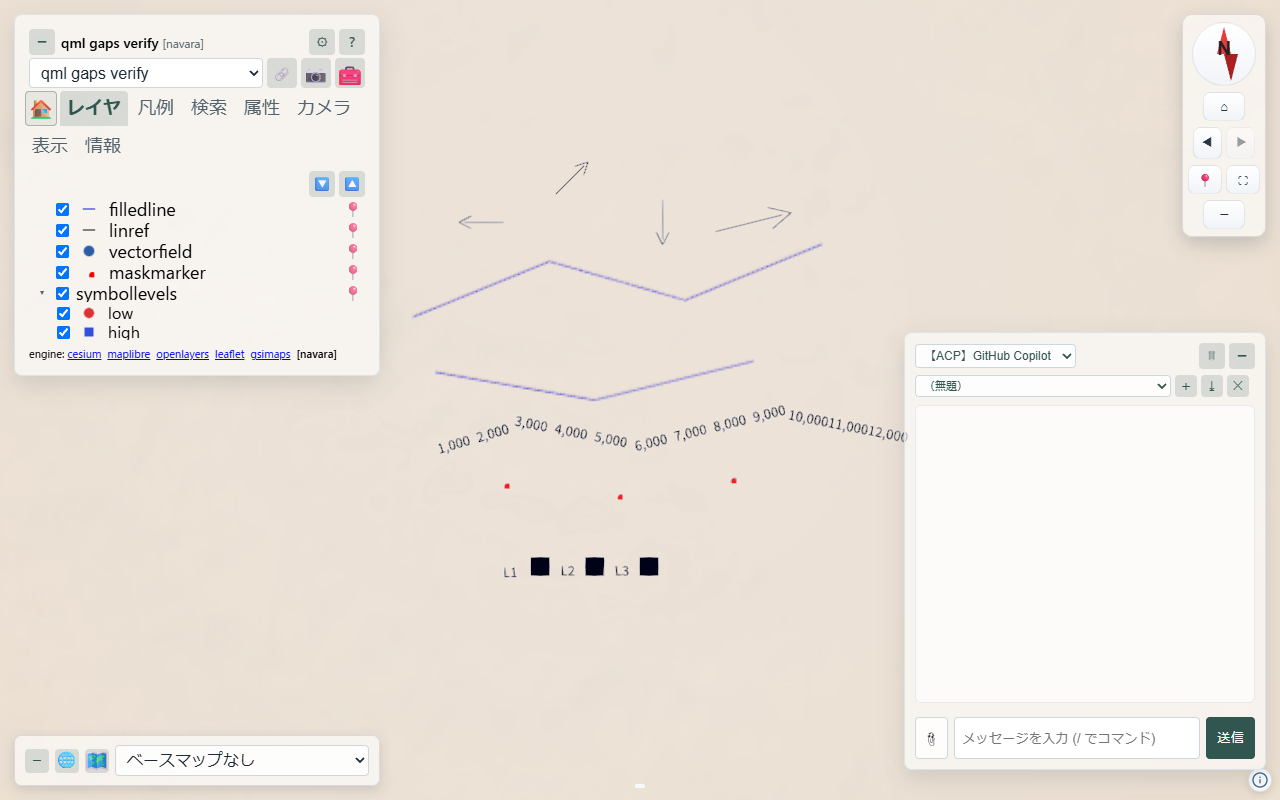 − qml gaps verify [navara] ?
qml gaps verify
レイヤ 凡例 検索 属性 カメラ
表示 情報
filledline
linref
vectorfield
maskmarker
symbollevels
low
high
engine: cesium maplibre openlayers leaflet gsimaps [navara]
N
1,000 2,000 3,000 4,000 5,000 6,000 7,000 8,000 9,000 10,000 11,000 12,000
L1 L2 L3
【ACP】GitHub Copilot
（無題）
メッセージを入力 (/ でコマンド)
送信
ベースマップなし